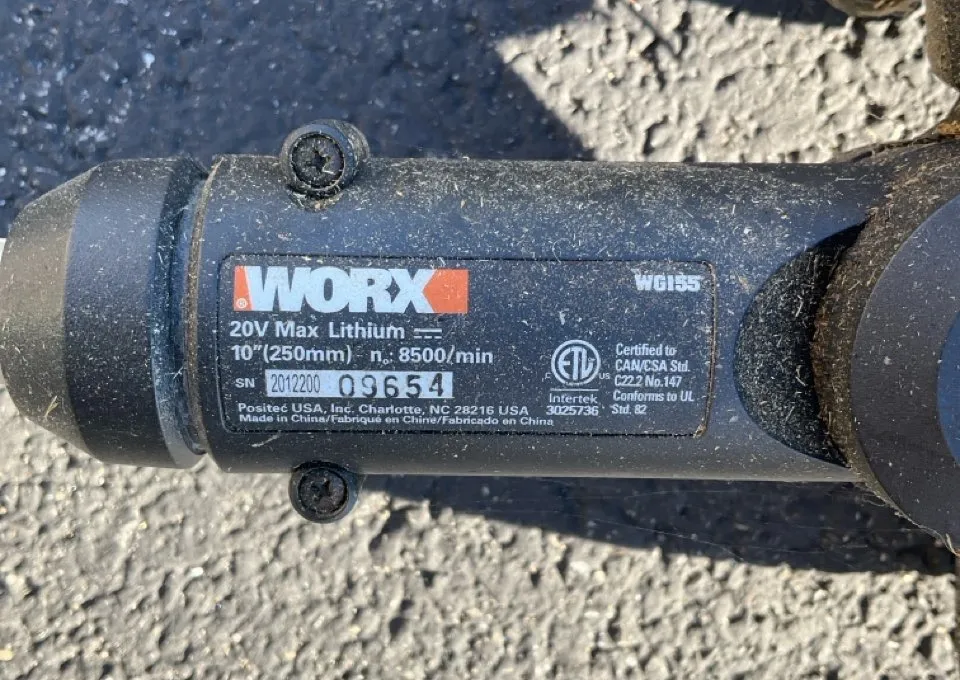 WORX
®
WG155
20V Max Lithium
10"(250mm) n₀: 8500/min
SN 2012200 09654
Positec USA, Inc. Charlotte, NC 28216 USA
Made in China/Fabriqué en Chine/Fabricado en China
ETL
US
Intertek
3025736
Certified to
CAN/CSA Std.
C22.2 No.147
Conforms to UL
Std. 82